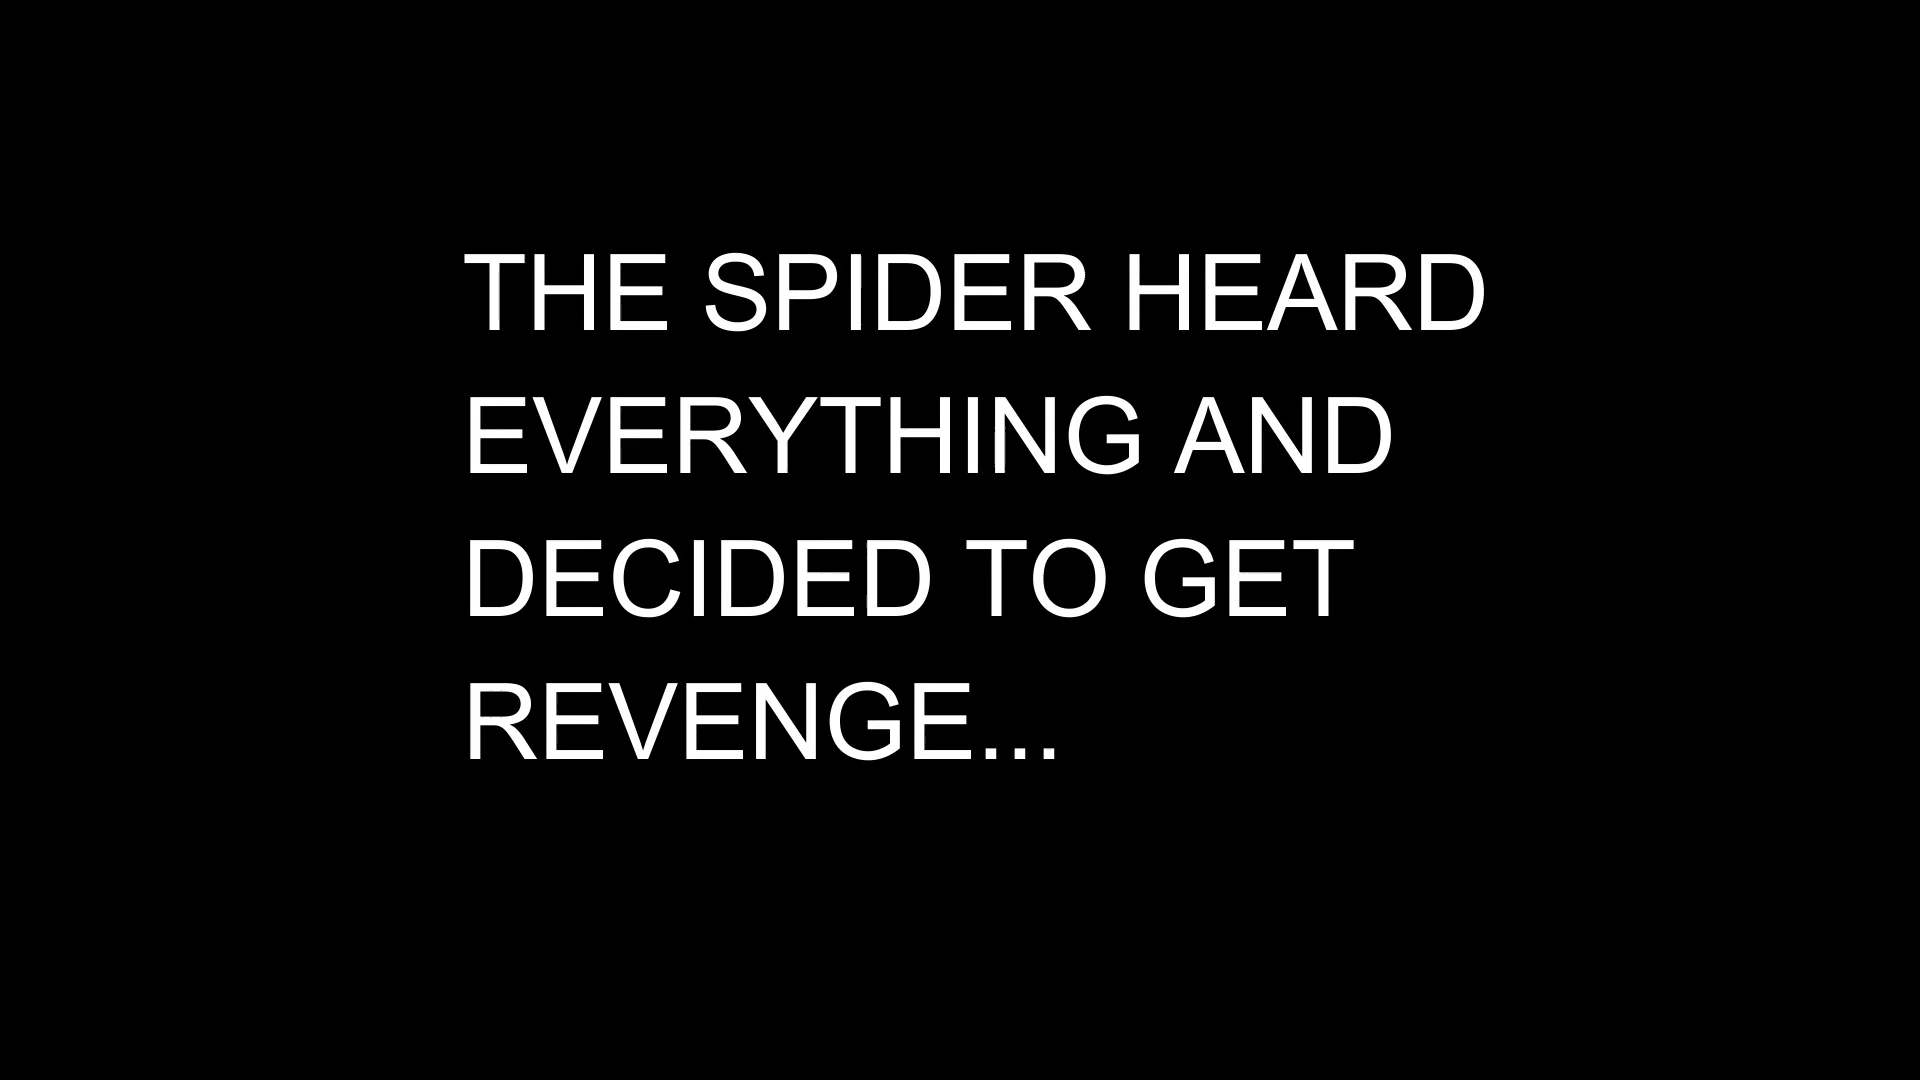 THE SPIDER HEARD
EVERYTHING AND
DECIDED TO GET
REVENGE...